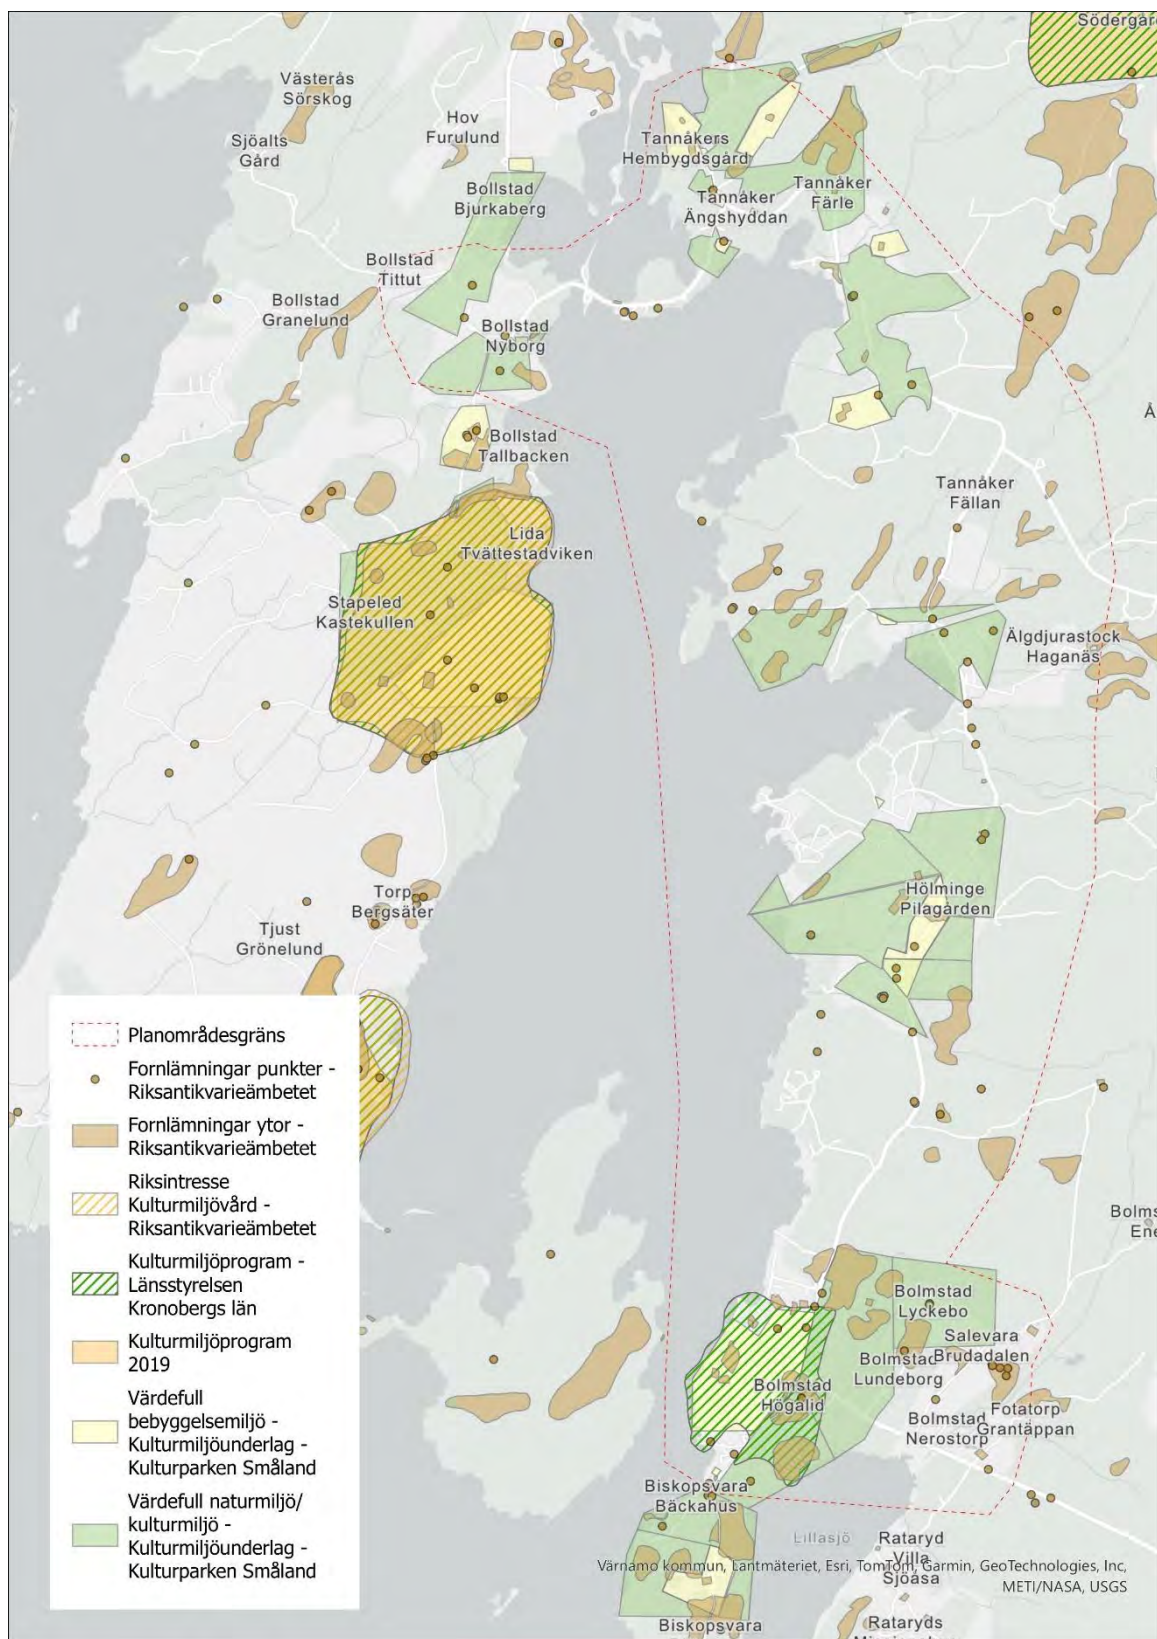 Södergår
Västerås
Sörskog
Hov
Furulund
Sjöalts
Gård
Tannåkers
Hembygdsgård
Bollstad
Bjurkaberg
Tannåker
Färle
Tannåker
Ängshyddan
Bollstad
Tittut
Bollstad
Granelund
Bollstad
Nyborg
Å
Bollstad
Tallbacken
Tannåker
Fällan
Lida
Tvättestadviken
Stapeled
Kastekullen
Älgdjurastock
Haganäs
Hölminge
Pilagården
Torp
Bergsäter
Tjust
Grönelund
Planområdesgräns
Fornlämningar punkter -
Riksantikvarieämbetet
Fornlämningar ytor -
Riksantikvarieämbetet
Riksintresse
Kulturmiljövård -
Riksantikvarieämbetet
Kulturmiljöprogram -
Länsstyrelsen
Kronobergs län
Kulturmiljöprogram
2019
Värdefull
bebyggelsemiljö -
Kulturmiljöunderlag -
Kulturparken Småland
Värdefull naturmiljö/
kulturmiljö -
Kulturmiljöunderlag -
Kulturparken Småland
Bolms
Ene
Bolmstad
Lyckebo
Salevara
Brudadalen
Bolmstad
Lundeborg
Bolmstad
Högalid
Fotatorp
Grantäppan
Bolmstad
Nerostorp
Biskopsvara
Bäckahus
Lillasjö
Rataryd
Villa
Sjöåsa
Värnamo kommun, Lantmäteriet, Esri, TomTom, Garmin, GeoTechnologies, Inc,
METI/NASA, USGS
Biskopsvara
Rataryds